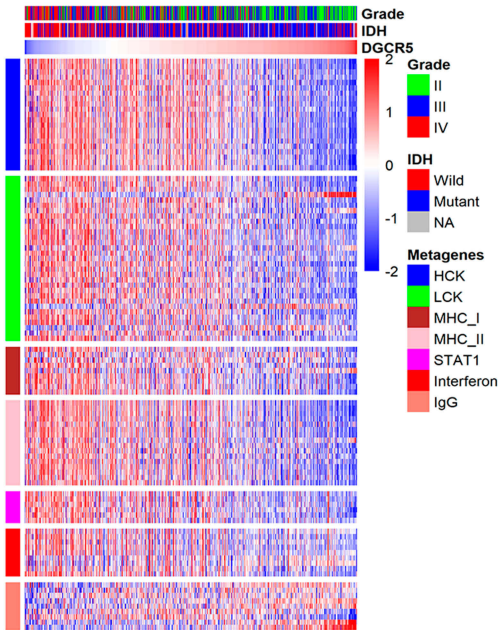 Grade
IDH
DGCR5
2
1
0
-1
-2
Grade
II
III
IV
IDH
Wild
Mutant
NA
Metagenes
HCK
LCK
MHC_I
MHC_II
STAT1
Interferon
IgG